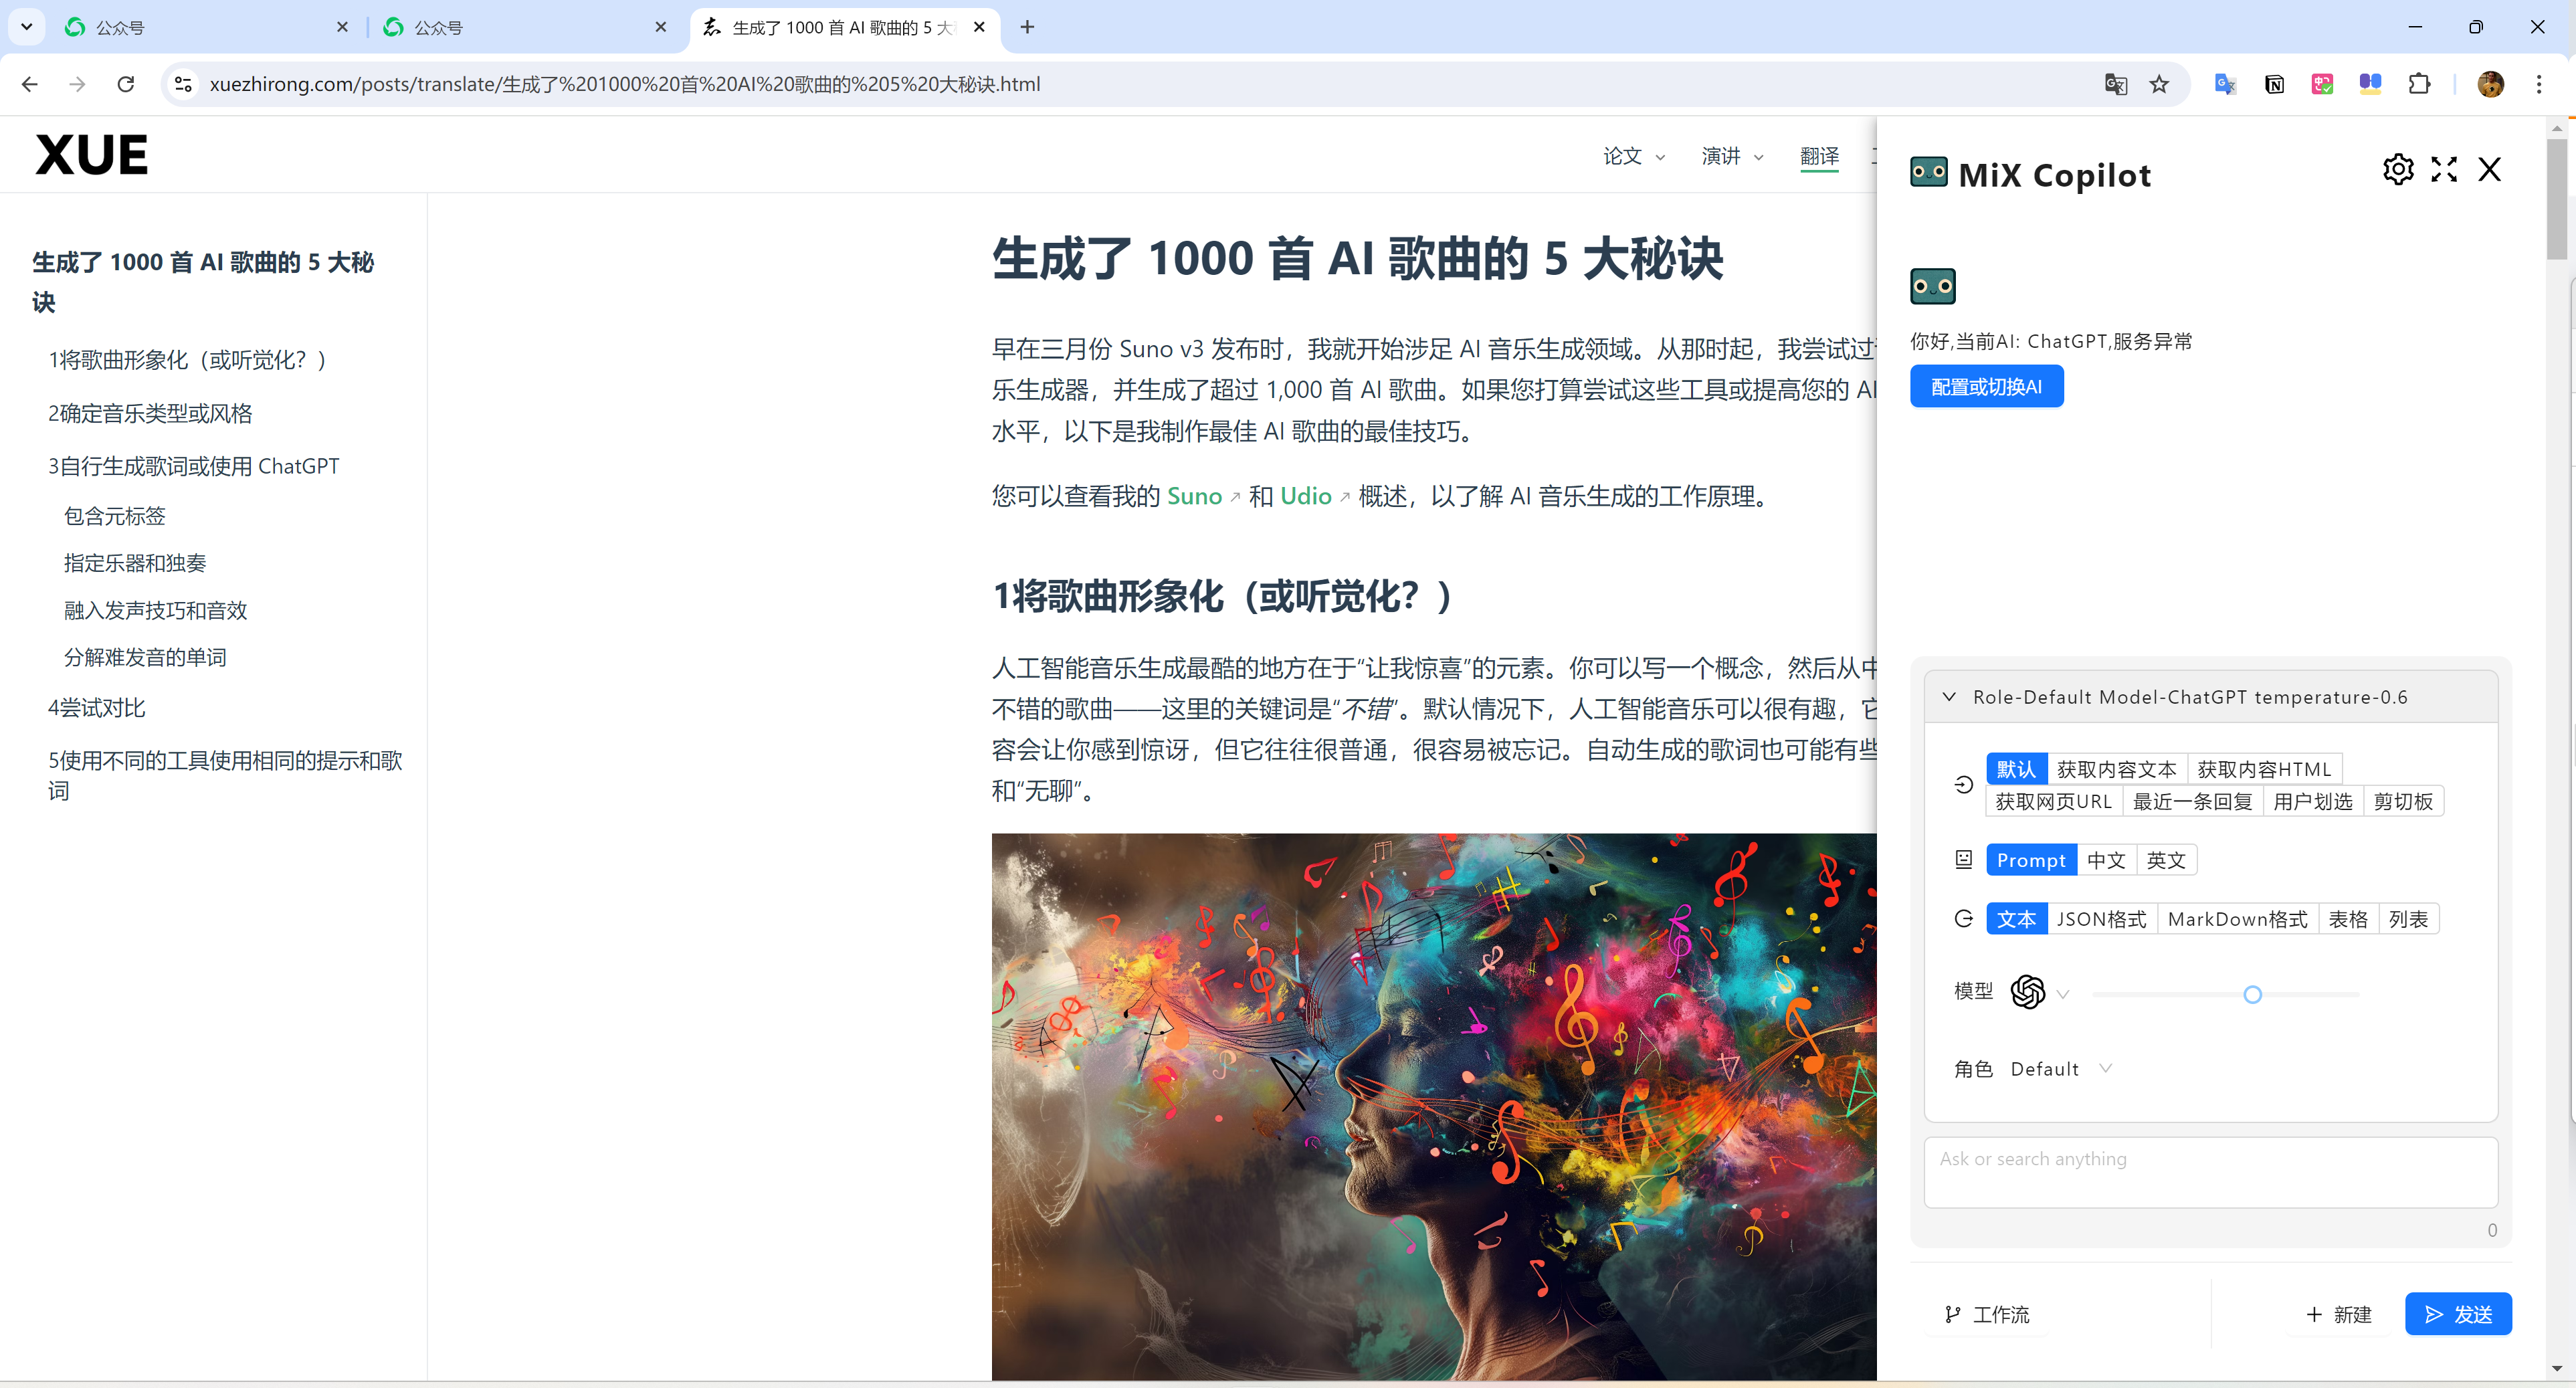 公众号
公众号
生成了 1000 首 AI 歌曲的 5 大
xuezhirong.com/posts/translate/生成了%201000%20首%20AI%20歌曲的%205%20大秘诀.html
XUE
论文
演讲
翻译
生成了 1000 首 AI 歌曲的 5 大秘
诀
1将歌曲形象化（或听觉化？）
2确定音乐类型或风格
3自行生成歌词或使用 ChatGPT
包含元标签
指定乐器和独奏
融入发声技巧和音效
分解难发音的单词
4尝试对比
5使用不同的工具使用相同的提示和歌
词
生成了 1000 首 AI 歌曲的 5 大秘诀
早在三月份 Suno v3 发布时，我就开始涉足 AI 音乐生成领域。从那时起，我尝试过
乐生成器，并生成了超过 1,000 首 AI 歌曲。如果您打算尝试这些工具或提高您的 AI
水平，以下是我制作最佳 AI 歌曲的最佳技巧。
您可以查看我的 Suno 和 Udio 概述，以了解 AI 音乐生成的工作原理。
1将歌曲形象化（或听觉化？）
人工智能音乐生成最酷的地方在于“让我惊喜”的元素。你可以写一个概念，然后从中
不错的歌曲——这里的关键词是“不错”。默认情况下，人工智能音乐可以很有趣，它
容会让你感到惊讶，但它往往很普通，很容易被忘记。自动生成的歌词也可能有些
和“无聊”。
MiX Copilot
你好,当前AI: ChatGPT,服务异常
配置或切换AI
Role-Default Model-ChatGPT temperature-0.6
默认 获取内容文本 获取内容HTML
获取网页URL 最近一条回复 用户划选 剪切板
Prompt 中文 英文
文本 JSON格式 MarkDown格式 表格 列表
模型
角色 Default
Ask or search anything
0
工作流
新建
发送